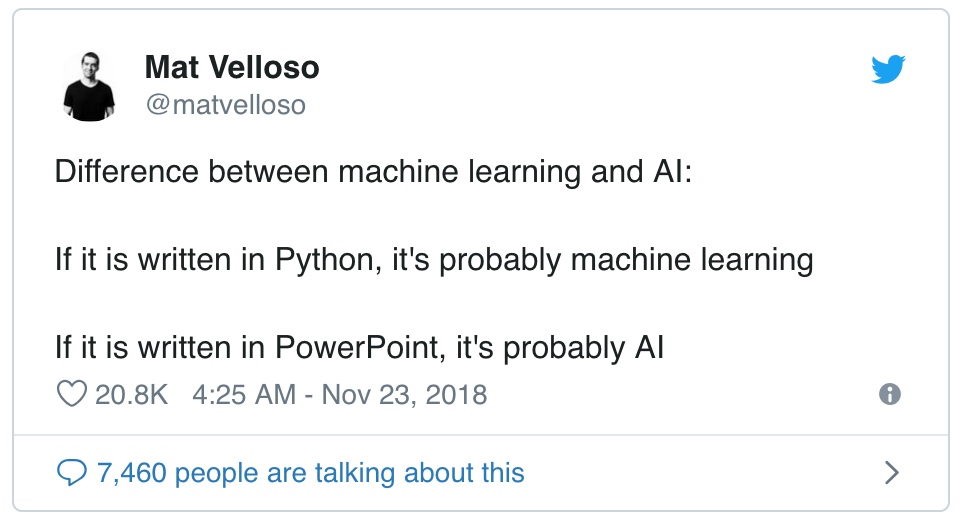 Mat Velloso
@matvelloso
Difference between machine learning and AI:
If it is written in Python, it's probably machine learning
If it is written in PowerPoint, it's probably AI
20.8K 4:25 AM - Nov 23, 2018
7,460 people are talking about this